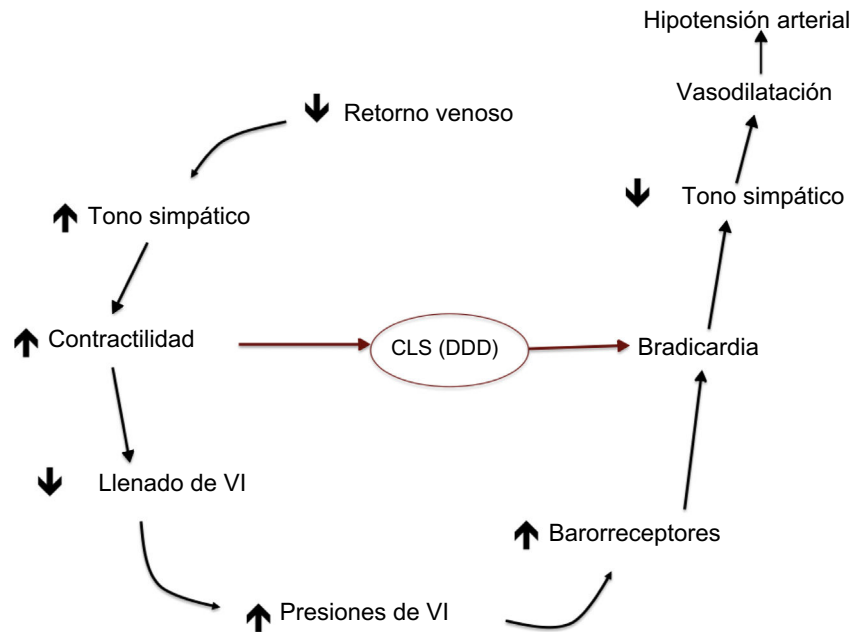 Hipotensión arterial
Vasodilatación
Retorno venoso
Tono simpático
Tono simpático
Contractilidad
CLS (DDD)
Bradicardia
Llenado de VI
Barorreceptores
Presiones de VI